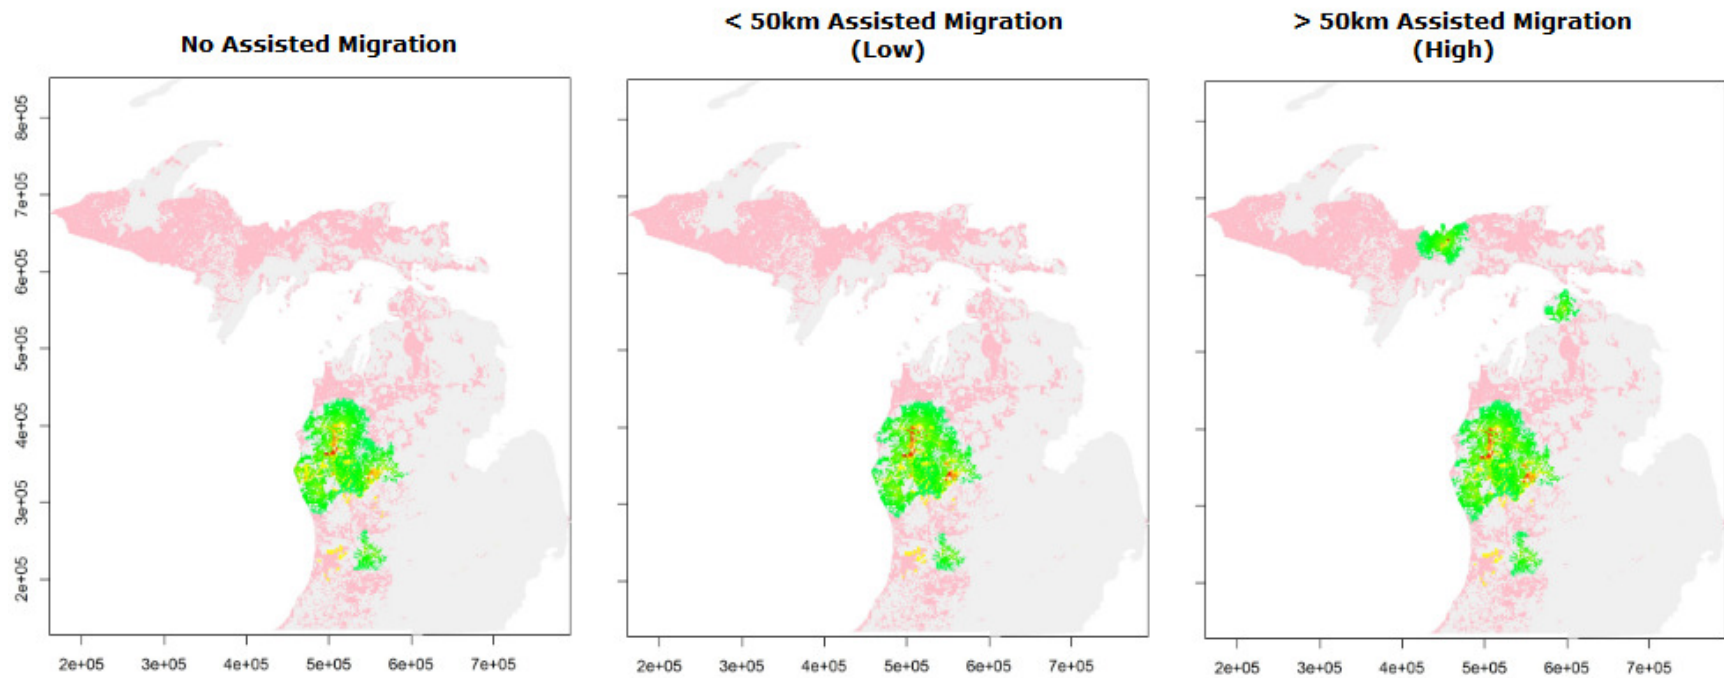 No Assisted Migration
< 50km Assisted Migration
(Low)
> 50km Assisted Migration
(High)
8e+05
7e+05
6e+05
5e+05
4e+05
3e+05
2e+05
2e+05 3e+05 4e+05 5e+05 6e+05 7e+05
2e+05 3e+05 4e+05 5e+05 6e+05 7e+05
2e+05 3e+05 4e+05 5e+05 6e+05 7e+05